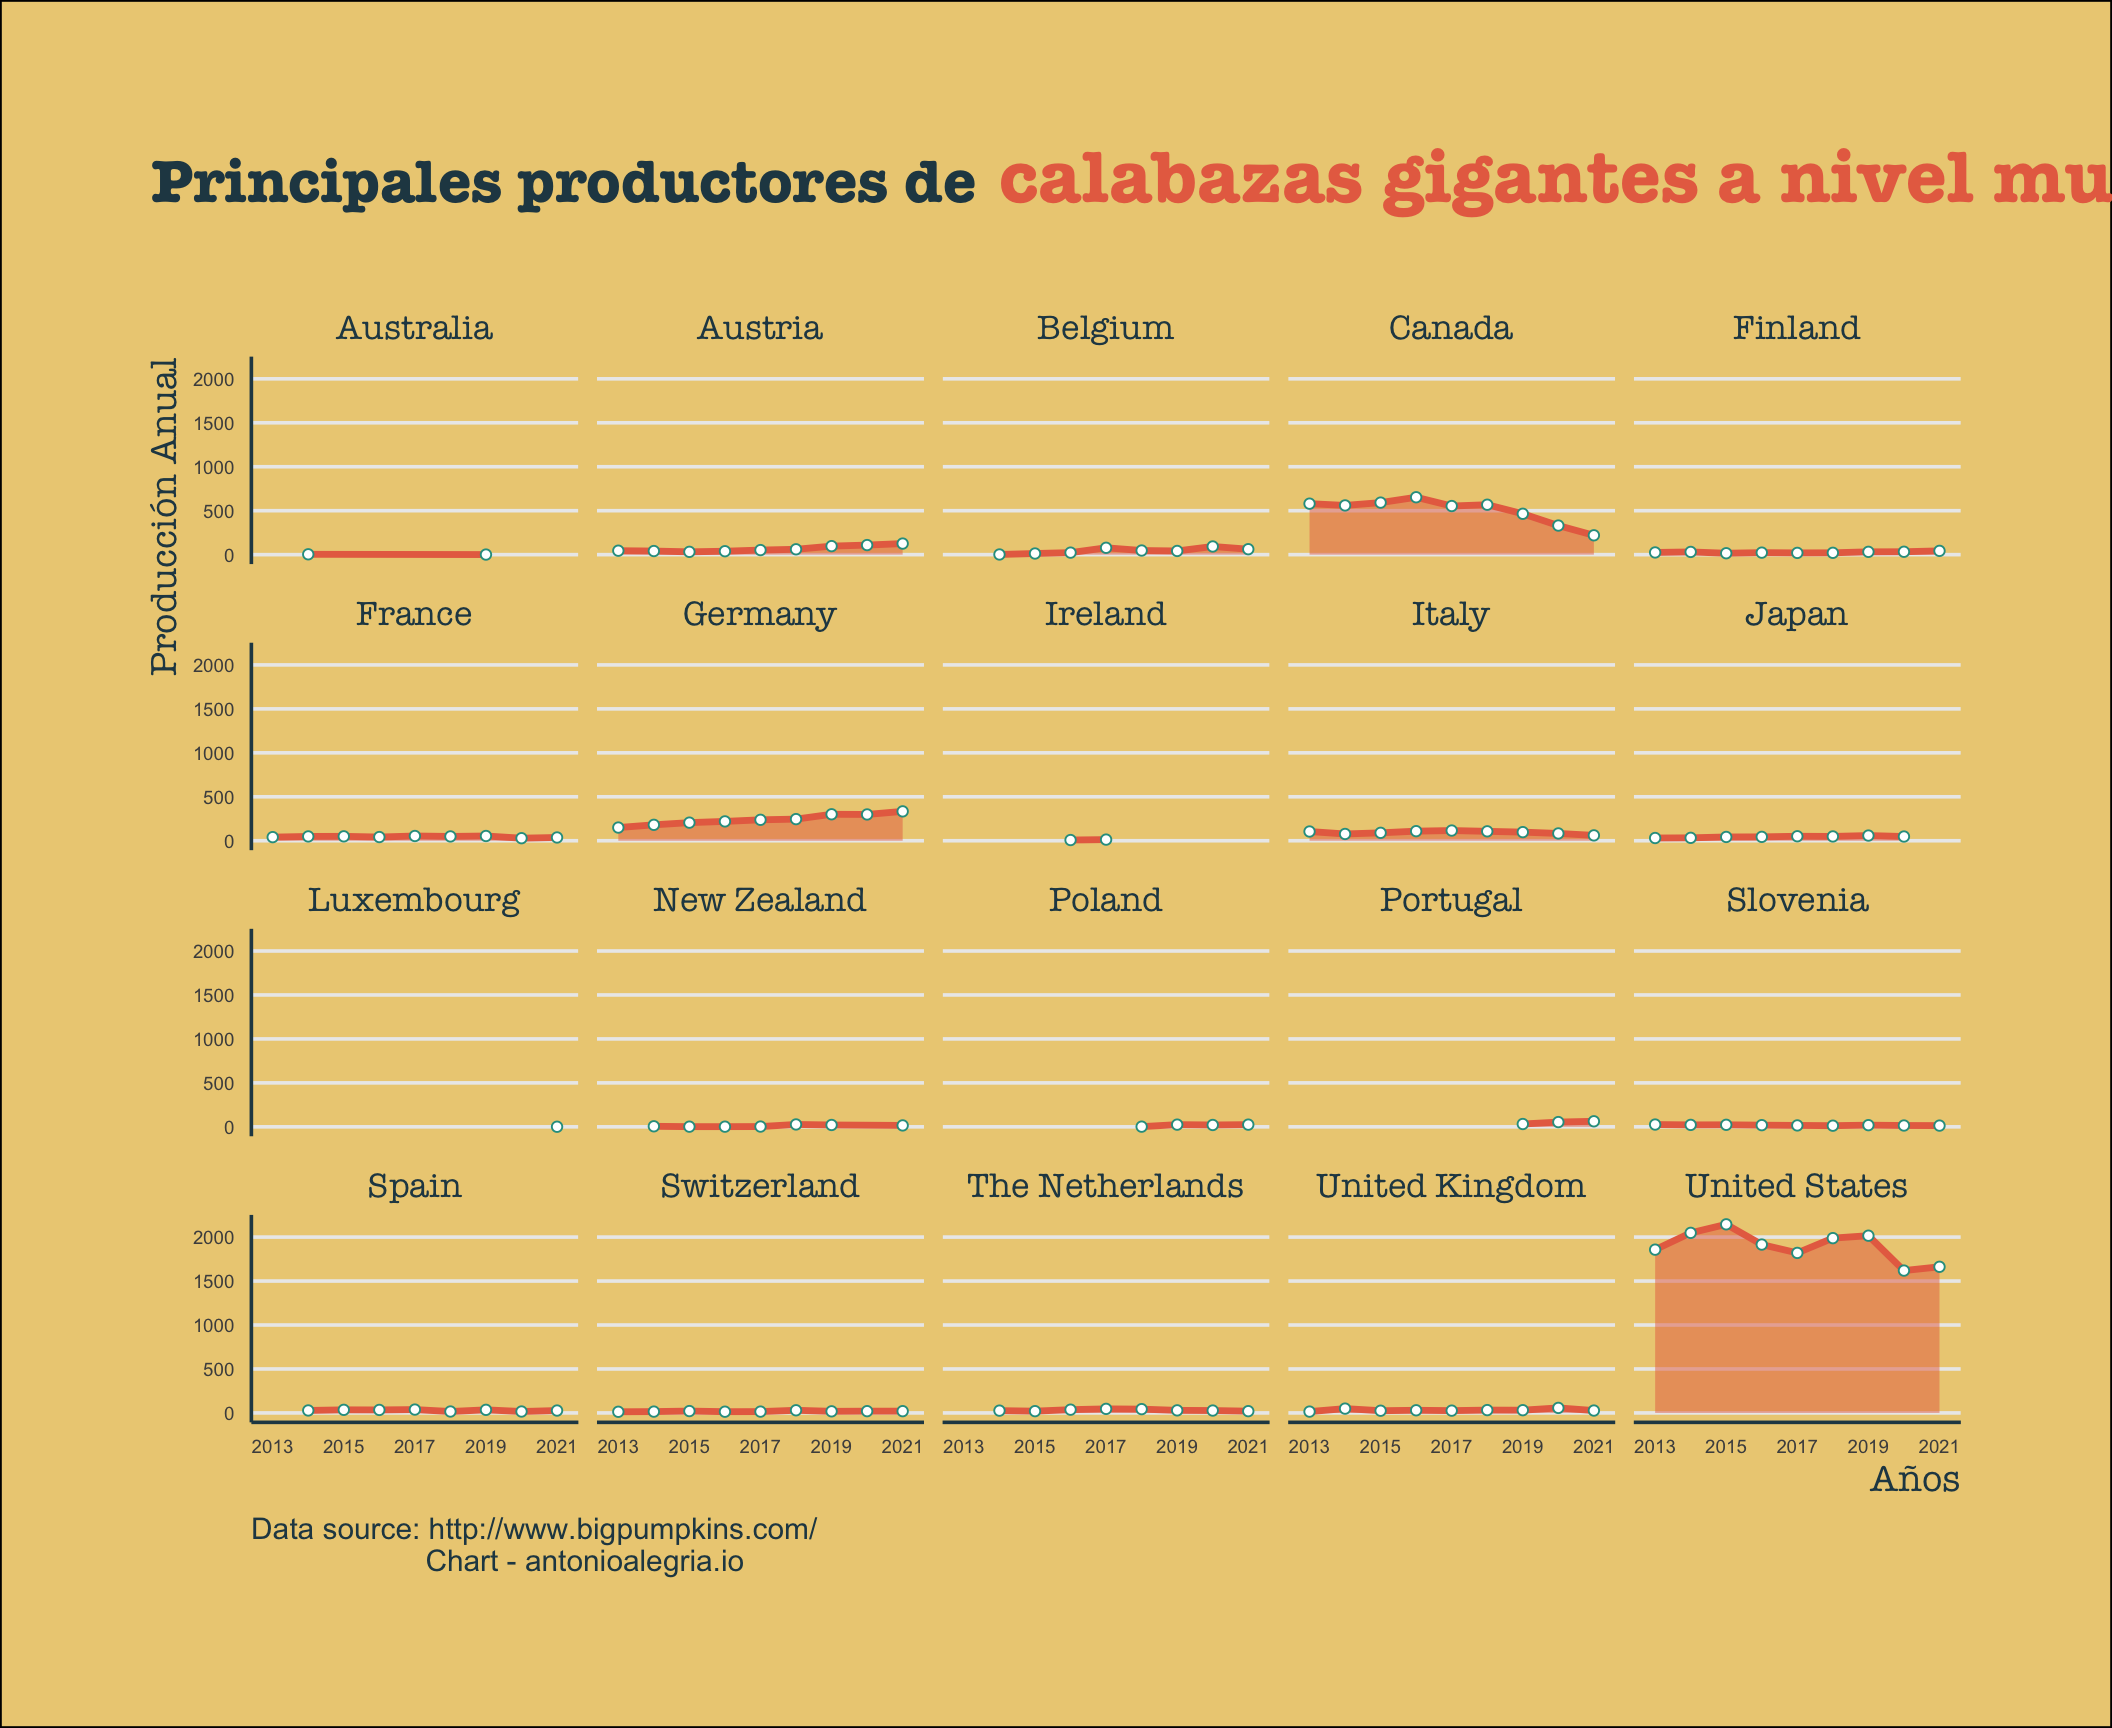 Principales productores de calabazas gigantes a nivel mu
Producción Anual
Australia Austria Belgium Canada Finland
2000
1500
1000
500
0
France Germany Ireland Italy Japan
2000
1500
1000
500
0
Luxembourg New Zealand Poland Portugal Slovenia
2000
1500
1000
500
0
Spain Switzerland The Netherlands United Kingdom United States
2000
1500
1000
500
0
2013 2015 2017 2019 2021 2013 2015 2017 2019 2021 2013 2015 2017 2019 2021 2013 2015 2017 2019 2021 2013 2015 2017 2019 2021
Años
Data source: http://www.bigpumpkins.com/
Chart - antonioalegria.io